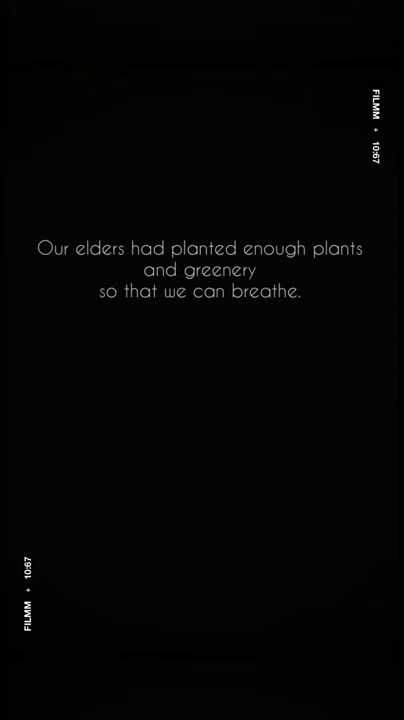 FILMM + 10:67
Our elders had planted enough plants
and greenery
so that we can breathe.
FILMM + 10:67